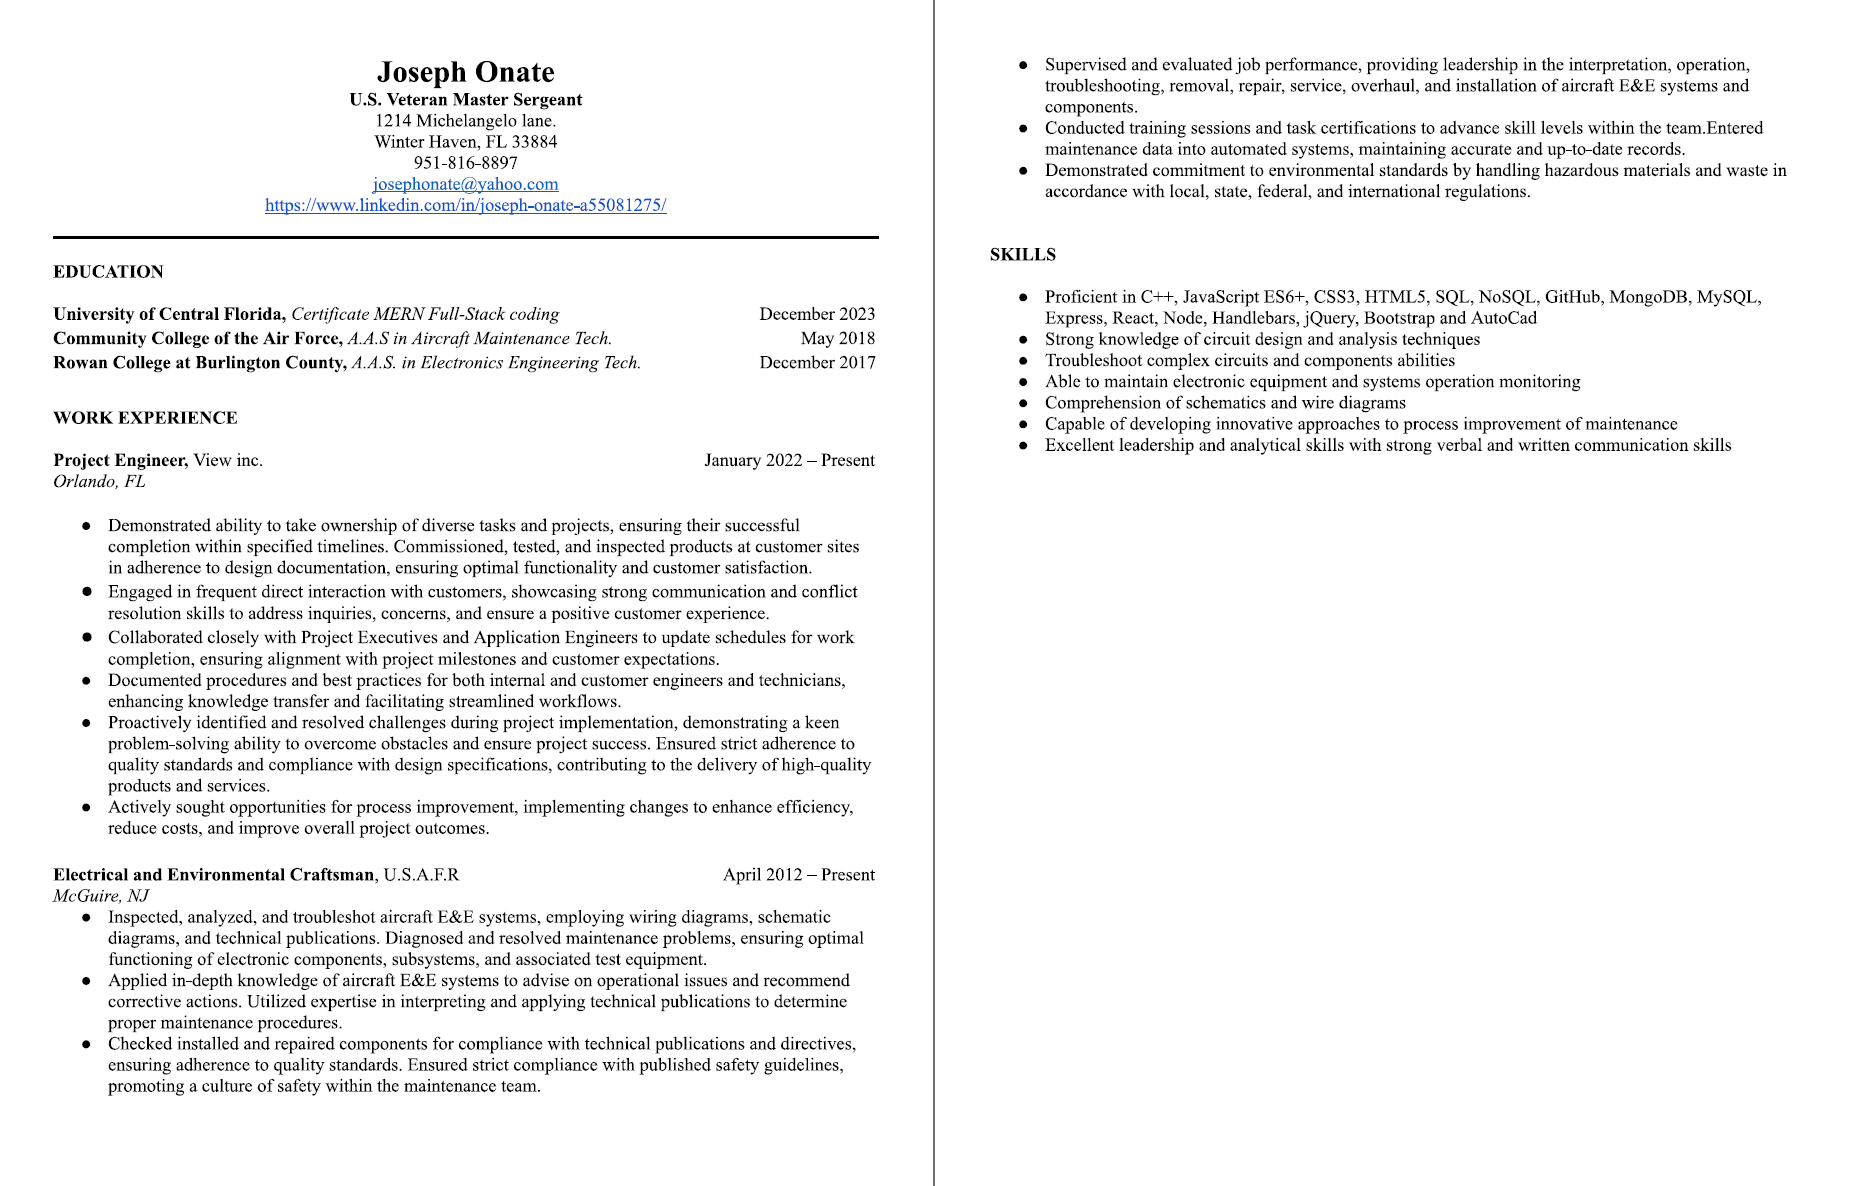 Joseph Onate
U.S. Veteran Master Sergeant
1214 Michelangelo lane.
Winter Haven, FL 33884
951-816-8897
josephonate@yahoo.com
https://www.linkedin.com/in/joseph-onate-a55081275/
EDUCATION
University of Central Florida, Certificate MERN Full-Stack coding December 2023
Community College of the Air Force, A.A.S in Aircraft Maintenance Tech. May 2018
Rowan College at Burlington County, A.A.S. in Electronics Engineering Tech. December 2017
WORK EXPERIENCE
Project Engineer, View inc. January 2022 – Present
Orlando, FL
● Demonstrated ability to take ownership of diverse tasks and projects, ensuring their successful
completion within specified timelines. Commissioned, tested, and inspected products at customer sites
in adherence to design documentation, ensuring optimal functionality and customer satisfaction.
● Engaged in frequent direct interaction with customers, showcasing strong communication and conflict
resolution skills to address inquiries, concerns, and ensure a positive customer experience.
● Collaborated closely with Project Executives and Application Engineers to update schedules for work
completion, ensuring alignment with project milestones and customer expectations.
● Documented procedures and best practices for both internal and customer engineers and technicians,
enhancing knowledge transfer and facilitating streamlined workflows.
● Proactively identified and resolved challenges during project implementation, demonstrating a keen
problem-solving ability to overcome obstacles and ensure project success. Ensured strict adherence to
quality standards and compliance with design specifications, contributing to the delivery of high-quality
products and services.
● Actively sought opportunities for process improvement, implementing changes to enhance efficiency,
reduce costs, and improve overall project outcomes.
Electrical and Environmental Craftsman, U.S.A.F.R April 2012 – Present
McGuire, NJ
● Inspected, analyzed, and troubleshot aircraft E&E systems, employing wiring diagrams, schematic
diagrams, and technical publications. Diagnosed and resolved maintenance problems, ensuring optimal
functioning of electronic components, subsystems, and associated test equipment.
● Applied in-depth knowledge of aircraft E&E systems to advise on operational issues and recommend
corrective actions. Utilized expertise in interpreting and applying technical publications to determine
proper maintenance procedures.
● Checked installed and repaired components for compliance with technical publications and directives,
ensuring adherence to quality standards. Ensured strict compliance with published safety guidelines,
promoting a culture of safety within the maintenance team.
● Supervised and evaluated job performance, providing leadership in the interpretation, operation,
troubleshooting, removal, repair, service, overhaul, and installation of aircraft E&E systems and
components.
● Conducted training sessions and task certifications to advance skill levels within the team.Entered
maintenance data into automated systems, maintaining accurate and up-to-date records.
● Demonstrated commitment to environmental standards by handling hazardous materials and waste in
accordance with local, state, federal, and international regulations.
SKILLS
● Proficient in C++, JavaScript ES6+, CSS3, HTML5, SQL, NoSQL, GitHub, MongoDB, MySQL,
Express, React, Node, Handlebars, jQuery, Bootstrap and AutoCad
● Strong knowledge of circuit design and analysis techniques
● Troubleshoot complex circuits and components abilities
● Able to maintain electronic equipment and systems operation monitoring
● Comprehension of schematics and wire diagrams
● Capable of developing innovative approaches to process improvement of maintenance
● Excellent leadership and analytical skills with strong verbal and written communication skills